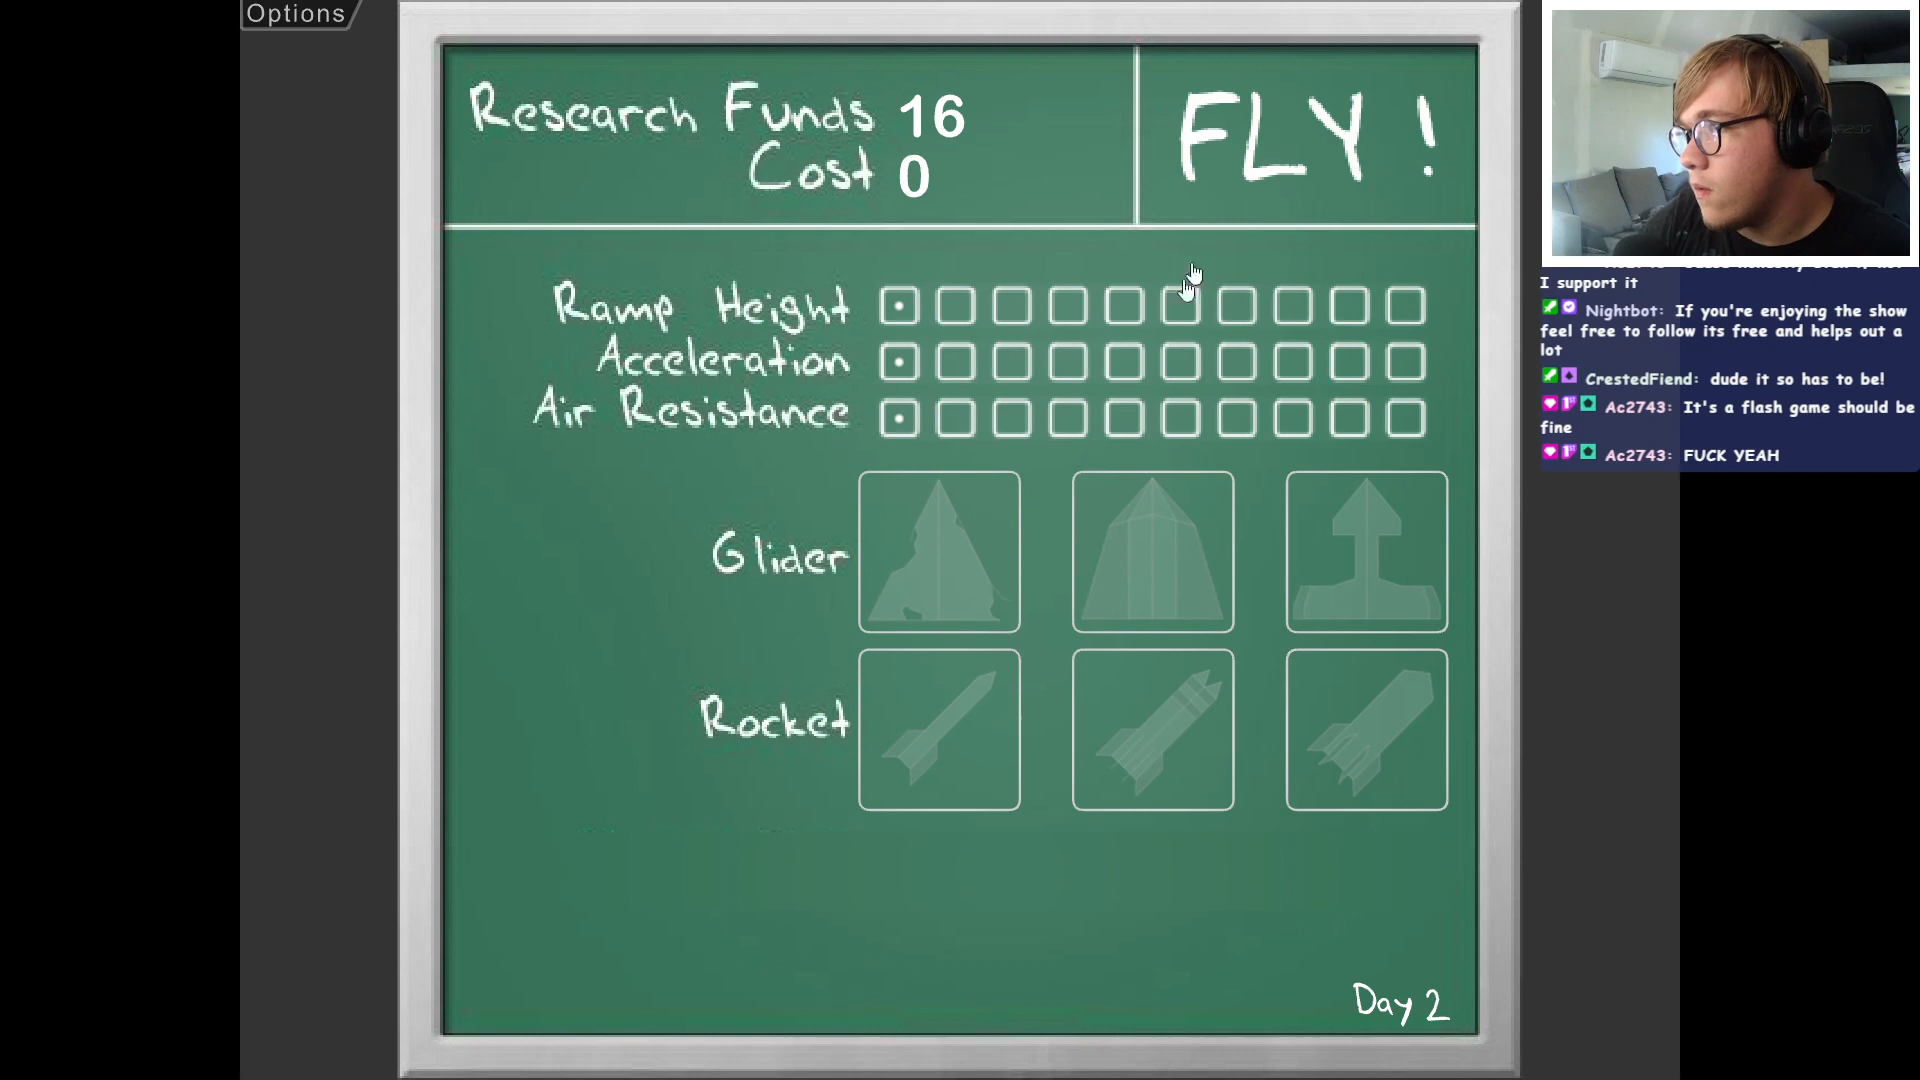 Options
Research Funds 16
Cost 0
FLY!
Ramp Height
Acceleration
Air Resistance
Glider
Rocket
Day 2
I support it
Nightbot: If you're enjoying the show
feel free to follow its free and helps out a
lot
CrestedFiend: dude it so has to be!
Ac2743: It's a flash game should be
fine
Ac2743: FUCK YEAH